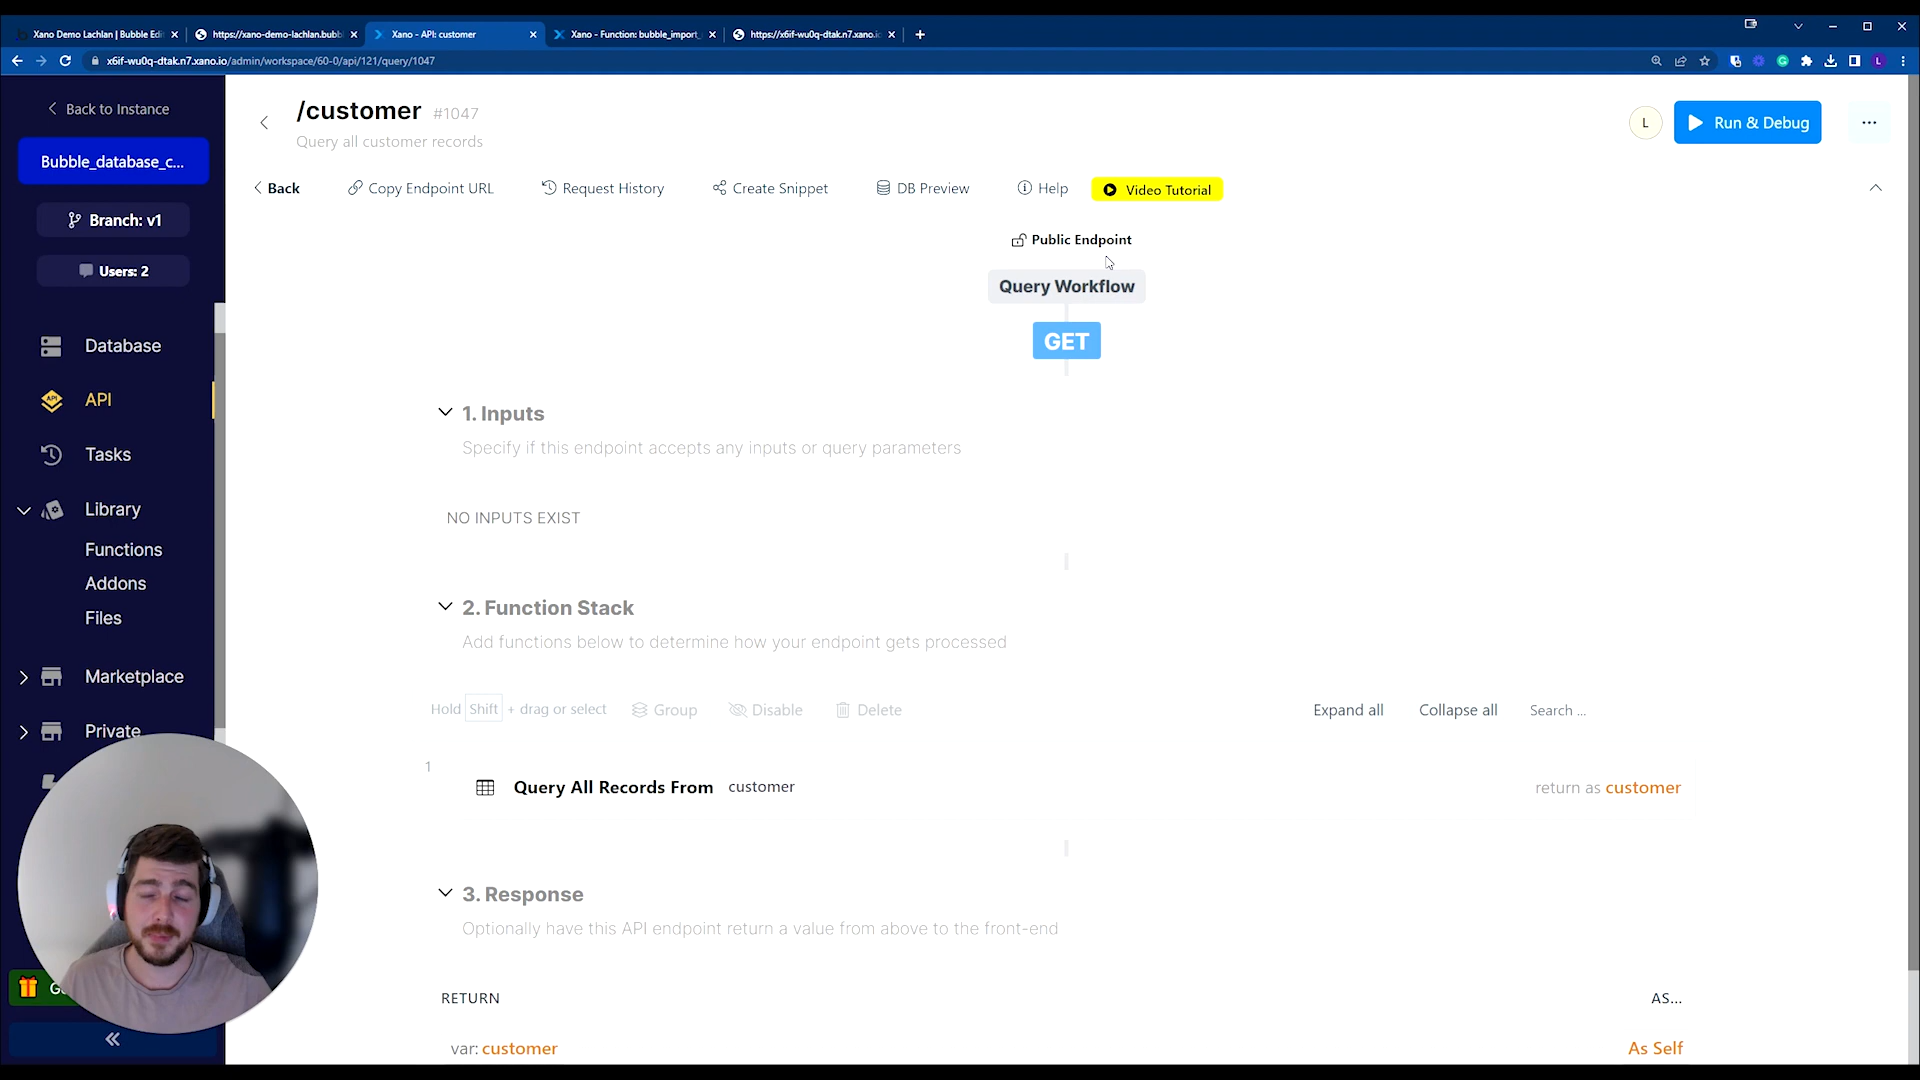 Xano Demo Lachlan | Bubble Edi
https://xano-demo-lachlan.bubb
Xano - API: customer
Xano - Function: bubble_import_
https://x6if-wu0q-dtak.n7.xano.i
x6if-wu0q-dtak.n7.xano.io/admin/workspace/60-0/api/121/query/1047
Back to Instance
Bubble_database_c...
Branch: v1
Users: 2
Database
API
Tasks
Library
Functions
Addons
Files
Marketplace
Private
/customer #1047
Query all customer records
L
Run & Debug
Back
Copy Endpoint URL
Request History
Create Snippet
DB Preview
Help
Video Tutorial
Public Endpoint
Query Workflow
GET
1. Inputs
Specify if this endpoint accepts any inputs or query parameters
NO INPUTS EXIST
2. Function Stack
Add functions below to determine how your endpoint gets processed
Hold Shift + drag or select
Group
Disable
Delete
Expand all
Collapse all
Search ...
1
Query All Records From customer
return as customer
3. Response
Optionally have this API endpoint return a value from above to the front-end
RETURN
AS...
var: customer
As Self